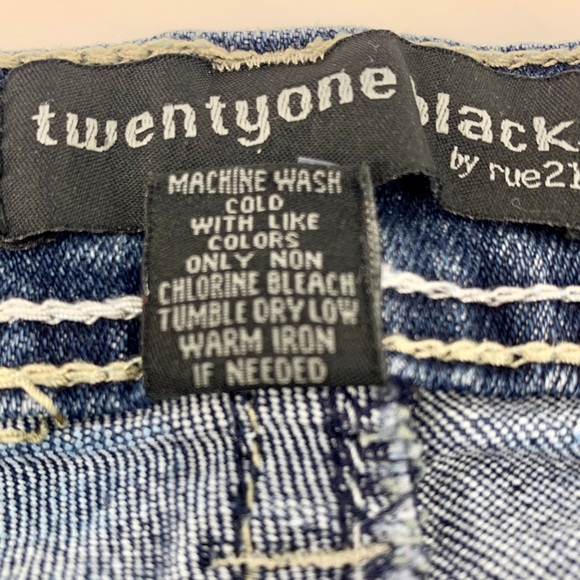 twentyone black
by rue21
MACHINE WASH
COLD
WITH LIKE
COLORS
ONLY NON
CHLORINE BLEACH
TUMBLE DRY LOW
WARM IRON
IF NEEDED